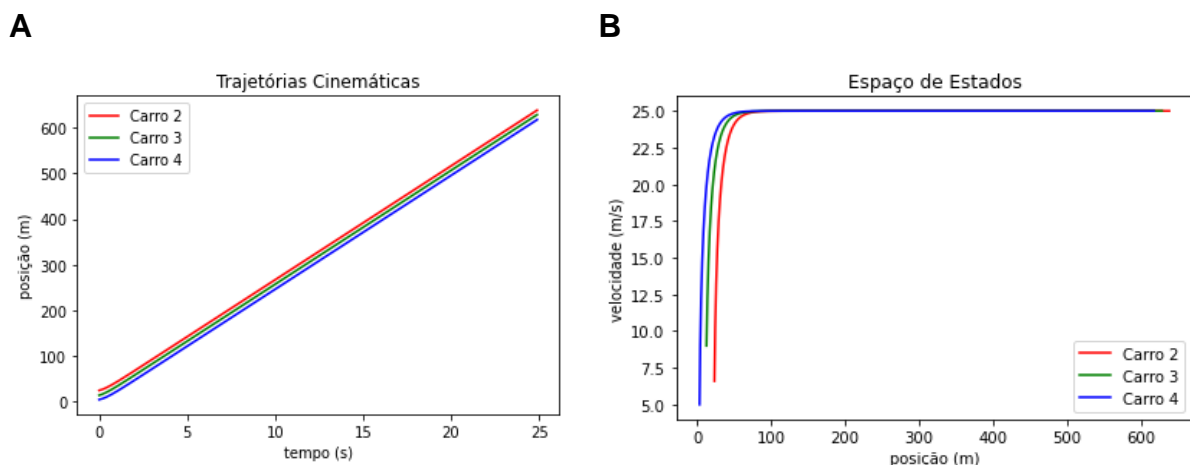 A
B
Trajetórias Cinemáticas
Carro 2
Carro 3
Carro 4
posição (m)
600
500
400
300
200
100
0
0 5 10 15 20 25
tempo (s)
Espaço de Estados
velocidade (m/s)
25.0
22.5
20.0
17.5
15.0
12.5
10.0
7.5
5.0
Carro 2
Carro 3
Carro 4
0 100 200 300 400 500 600
posição (m)